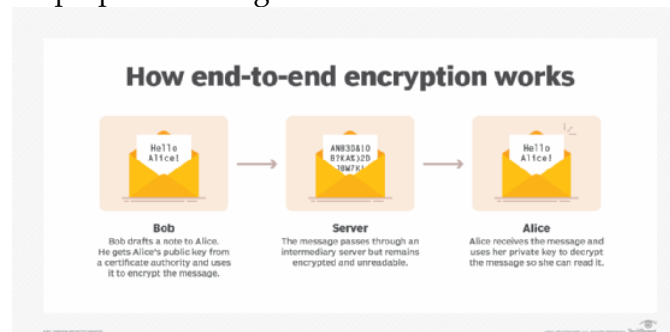 How end-to-end encryption works
Hello
Alice!
AN83D&!O
B?KA%)2D
Hello
Alice!
Bob
Bob drafts a note to Alice.
He gets Alice's public key from
a certificate authority and uses
it to encrypt the message.
Server
The message passes through an
intermediary server but remains
encrypted and unreadable.
Alice
Alice receives the message and
uses her private key to decrypt
the message so she can read it.